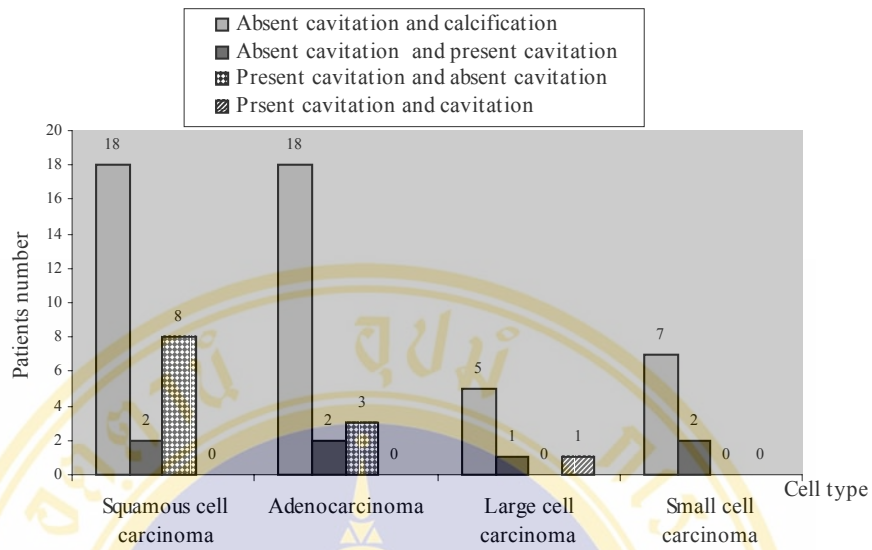 Absent cavitation and calcification
Absent cavitation and present cavitation
Present cavitation and absent cavitation
Prsent cavitation and cavitation
20
18
16
14
12
10
8
6
4
2
0
Patients number
18
2
8
0
18
2
3
0
5
1
0
1
7
2
0
0
Squamous cell
carcinoma
Adenocarcinoma
Large cell
carcinoma
Small cell
carcinoma
Cell type